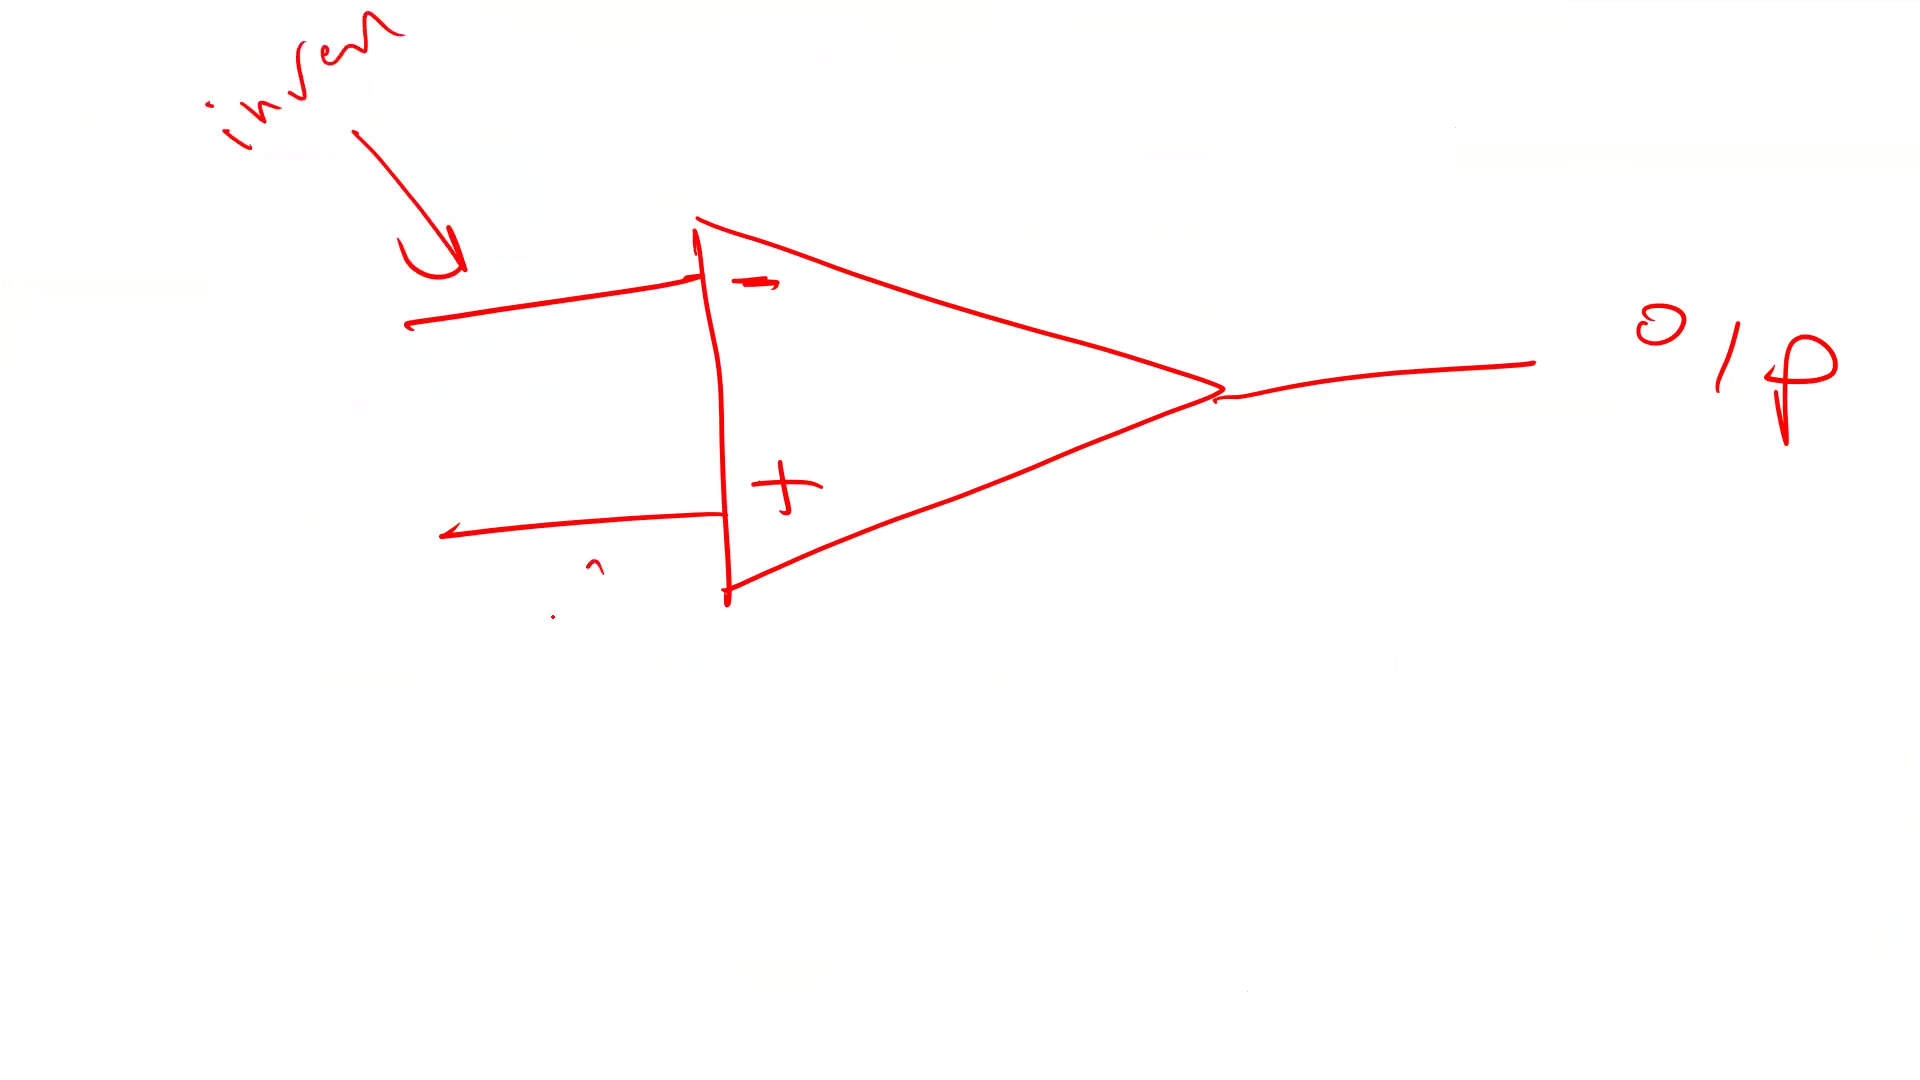 inver
-
o/p
+